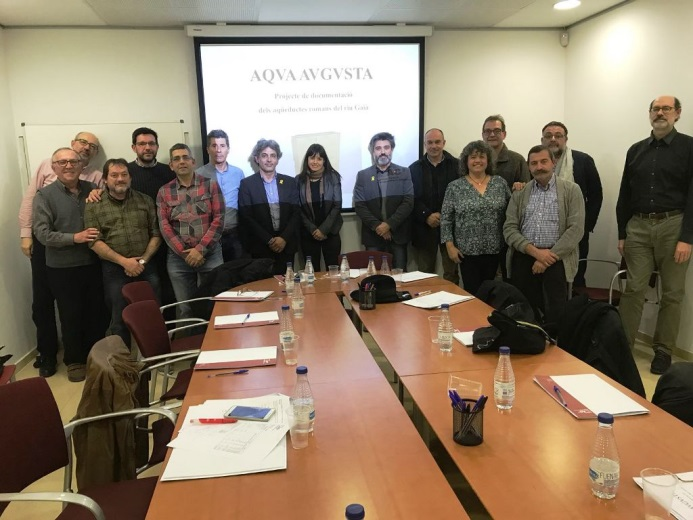 AQVA AVGVSTA
Projecte de documentació
dels aqüeductes romans del riu Gaià